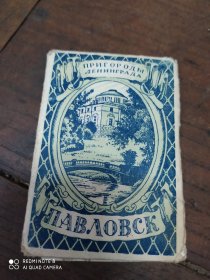 ПРИГОРОДЫ
ЛЕНИНГРАДА
I
ПАВЛОВСК
REDMI NOTE 8
AI QUAD CAMERA